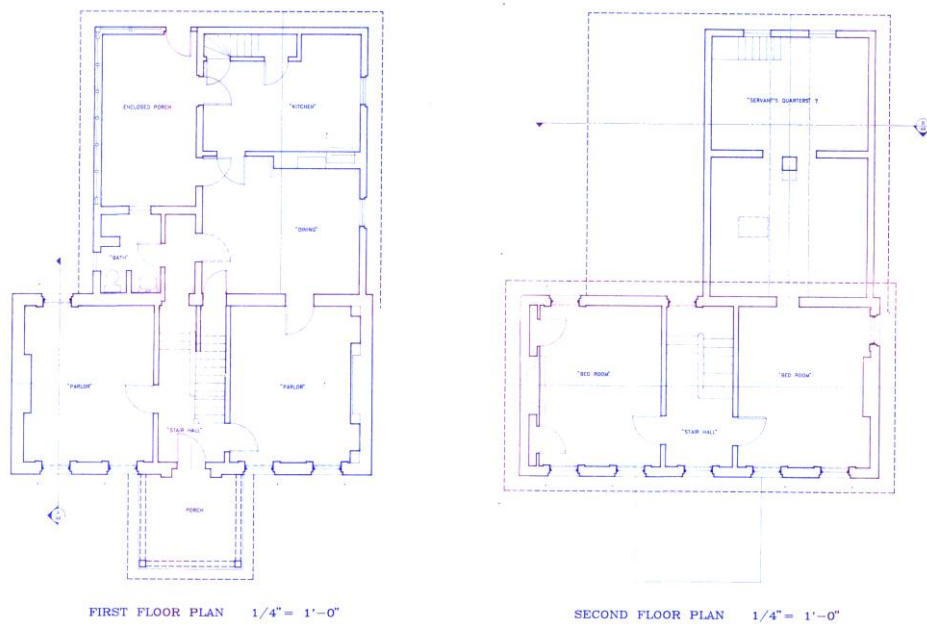 ENCLOSED PORCH
"KITCHEN"
"DINING"
"BATH"
"PARLOR"
"PARLOR"
"STAIR HALL"
PORCH
FIRST FLOOR PLAN 1/4" = 1'-0"
"SERVANT'S QUARTERS" ?
"BED ROOM"
"BED ROOM"
"STAIR HALL"
SECOND FLOOR PLAN 1/4" = 1'-0"